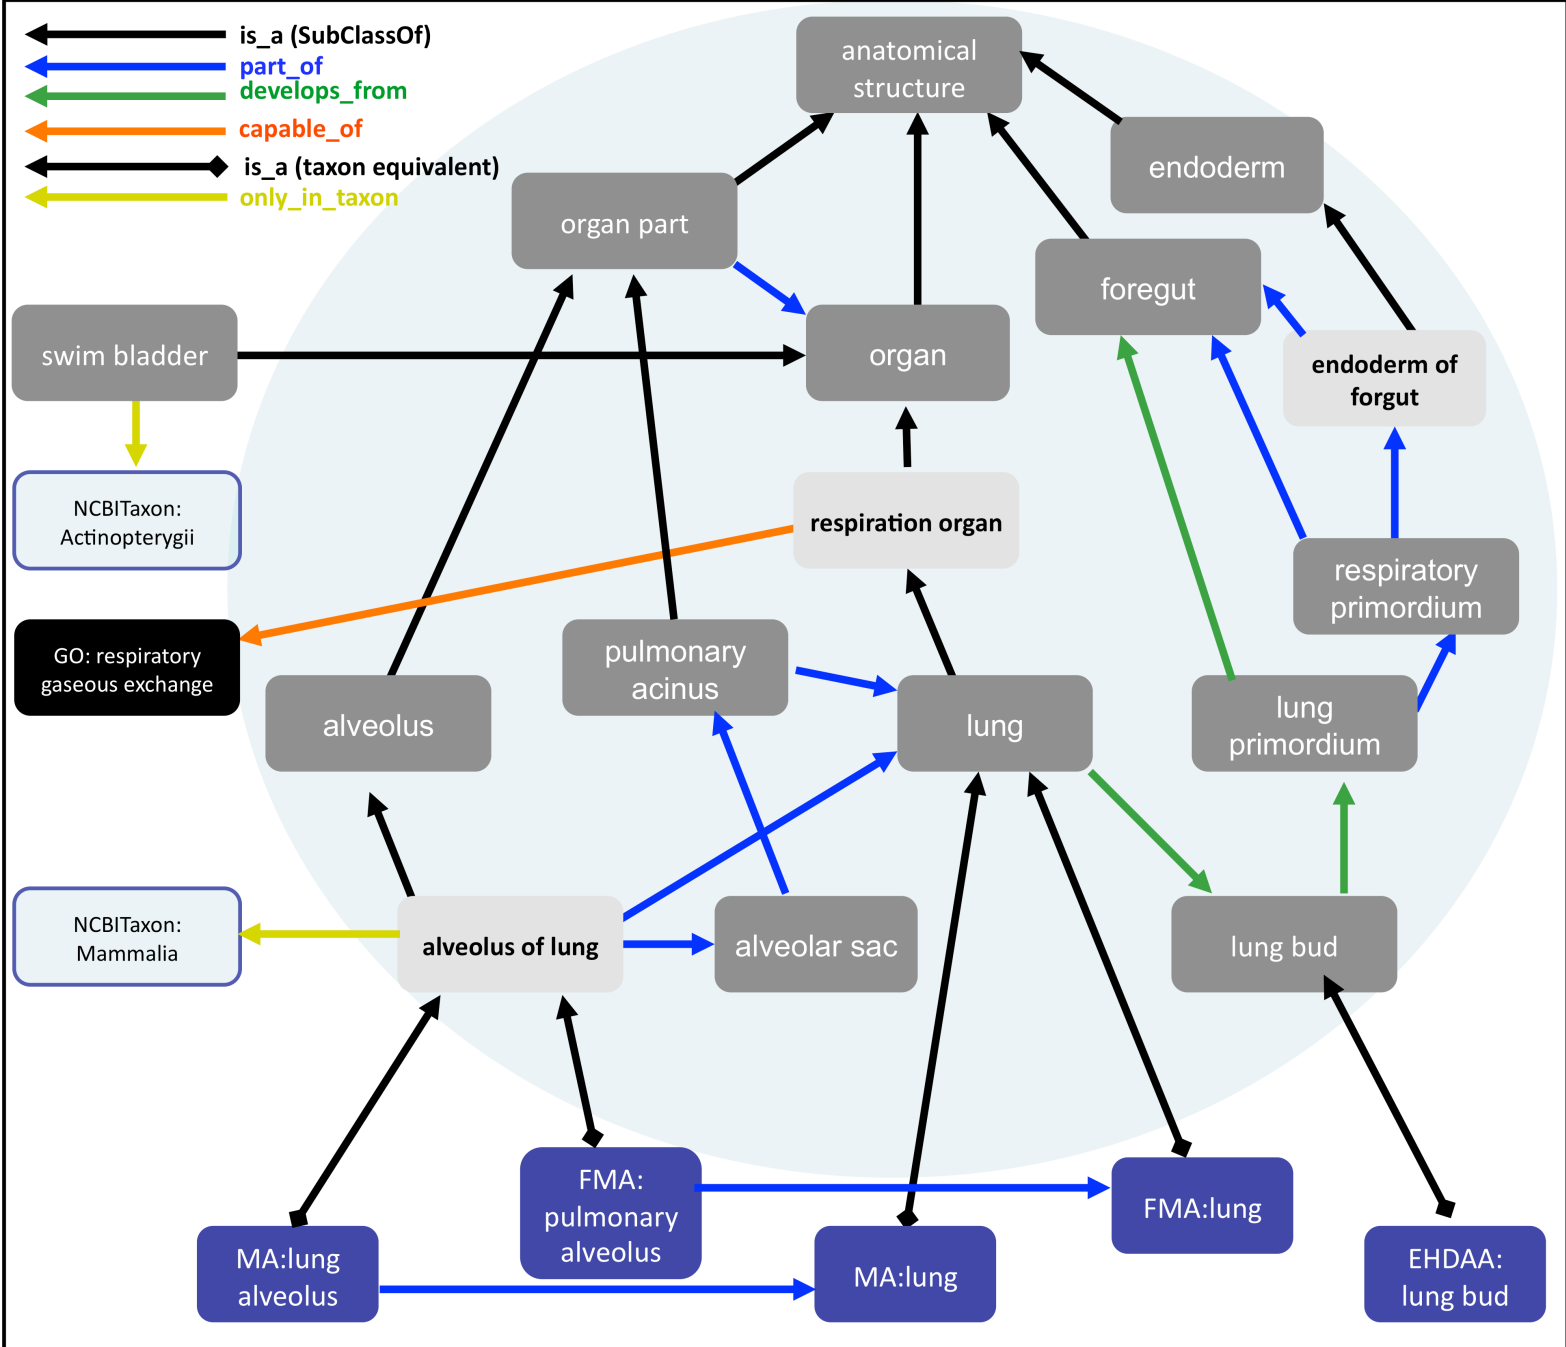 is_a (SubClassOf)
part_of
develops_from
capable_of
is_a (taxon equivalent)
only_in_taxon
anatomical
structure
endoderm
organ part
foregut
swim bladder
organ
endoderm of
forgut
NCBITaxon:
Actinopterygii
respiration organ
respiratory
primordium
GO: respiratory
gaseous exchange
pulmonary
acinus
alveolus
lung
lung
primordium
NCBITaxon:
Mammalia
alveolus of lung
alveolar sac
lung bud
FMA:
pulmonary
alveolus
FMA:lung
MA:lung
alveolus
MA:lung
EHDAA:
lung bud